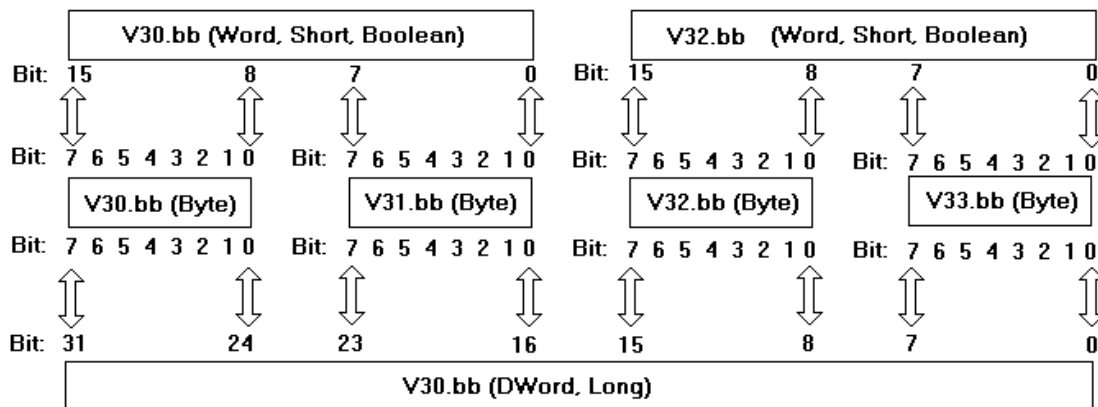 V30.bb (Word, Short, Boolean) V32.bb (Word, Short, Boolean)
Bit: 15 8 7 0 Bit: 15 8 7 0
Bit: 7 6 5 4 3 2 1 0 Bit: 7 6 5 4 3 2 1 0 Bit: 7 6 5 4 3 2 1 0 Bit: 7 6 5 4 3 2 1 0
V30.bb (Byte) V31.bb (Byte) V32.bb (Byte) V33.bb (Byte)
Bit: 7 6 5 4 3 2 1 0 Bit: 7 6 5 4 3 2 1 0 Bit: 7 6 5 4 3 2 1 0 Bit: 7 6 5 4 3 2 1 0
Bit: 31 24 23 16 15 8 7 0
V30.bb (DWord, Long)